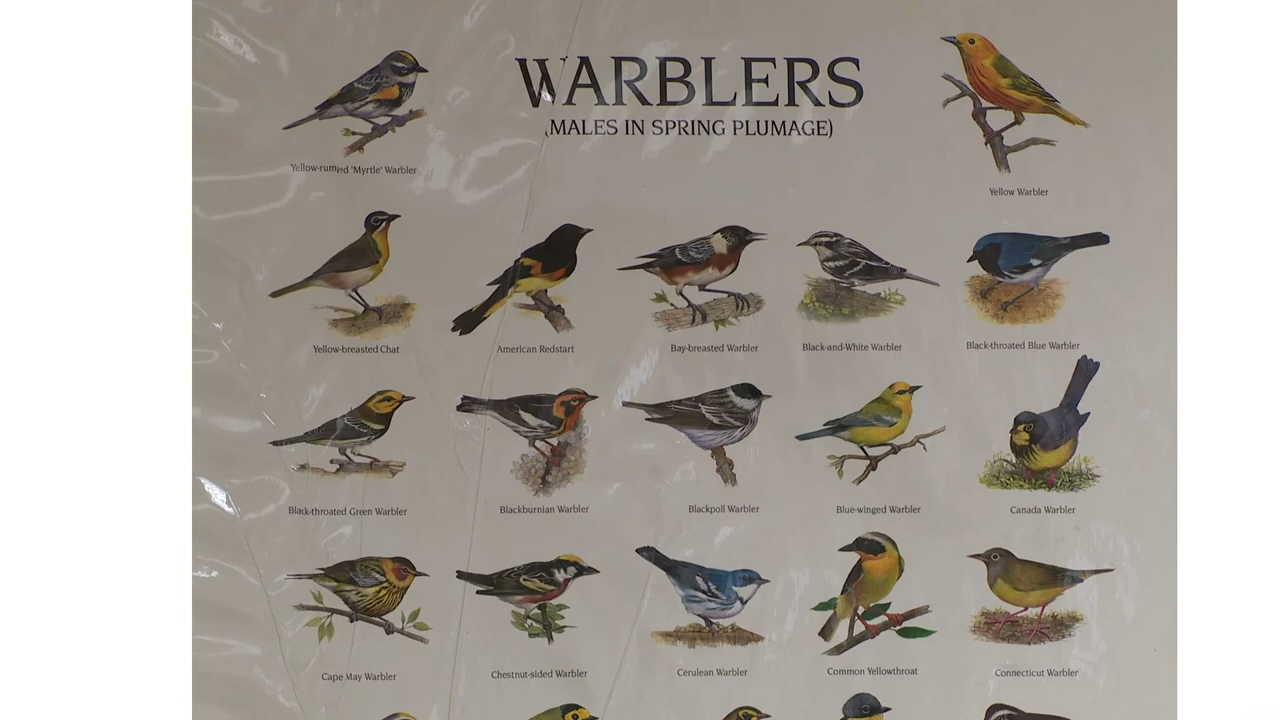 WARBLERS
(MALES IN SPRING PLUMAGE)
Yellow-rumped 'Myrtle' Warbler
Yellow Warbler
Yellow-breasted Chat
American Redstart
Bay-breasted Warbler
Black-and-White Warbler
Black-throated Blue Warbler
Black-throated Green Warbler
Blackburnian Warbler
Blackpoll Warbler
Blue-winged Warbler
Canada Warbler
Cape May Warbler
Chestnut-sided Warbler
Cerulean Warbler
Common Yellowthroat
Connecticut Warbler